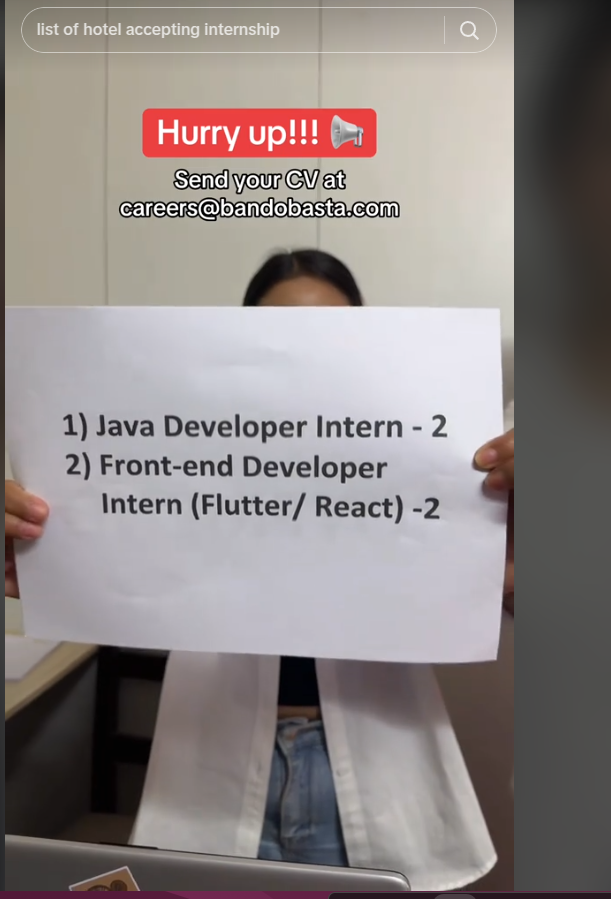 list of hotel accepting internship
Hurry up!!!
Send your CV at
careers@bandobasta.com
1) Java Developer Intern - 2
2) Front-end Developer
Intern (Flutter/ React) -2